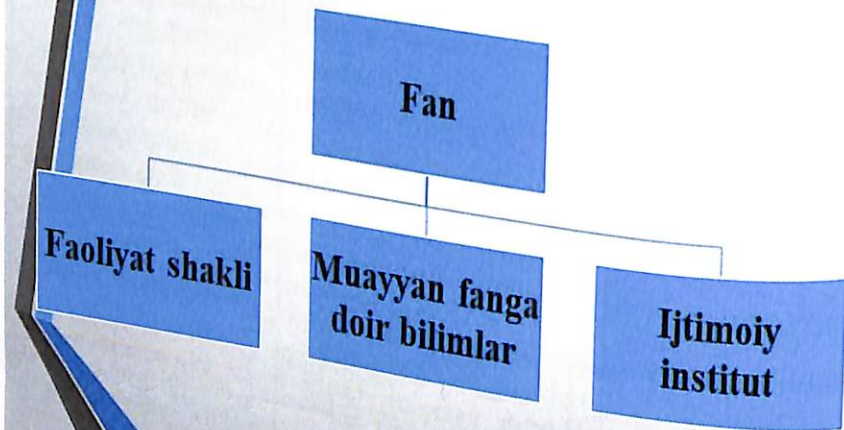 Fan
Faoliyat shakli
Muayyan fanga
doir bilimlar
Ijtimoiy
institut